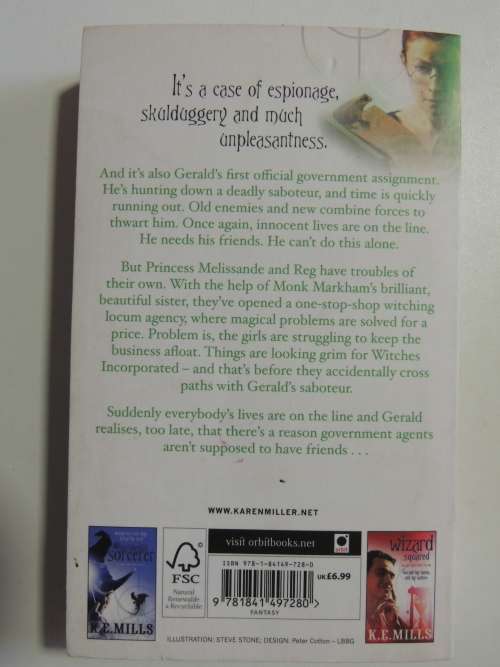 It's a case of espionage,
skulduggery and much
unpleasantness.
And it's also Gerald's first official government assignment.
He's hunting down a deadly saboteur, and time is quickly
running out. Old enemies and new combine forces to
thwart him. Once again, innocent lives are on the line.
He needs his friends. He can't do this alone.
But Princess Melissande and Reg have troubles of
their own. With the help of Monk Markham's brilliant,
beautiful sister, they've opened a one-stop-shop witching
locum agency, where magical problems are solved for a
price. Problem is, the girls are struggling to keep the
business afloat. Things are looking grim for Witches
Incorporated – and that's before they accidentally cross
paths with Gerald's saboteur.
Suddenly everybody's lives are on the line and Gerald
realises, too late, that there's a reason government agents
aren't supposed to have friends . . .
WWW.KARENMILLER.NET
sorcerer
K.E.MILLS
FSC
Natural
Renewable
& Recyclable
visit orbitbooks.net
orbit
ISBN 978-1-84149-728-0
UK £6.99
9 781841 497280 >
FANTASY
wizard
squared
K.E.MILLS
ILLUSTRATION: STEVE STONE; DESIGN: Peter Cotton – LBBG